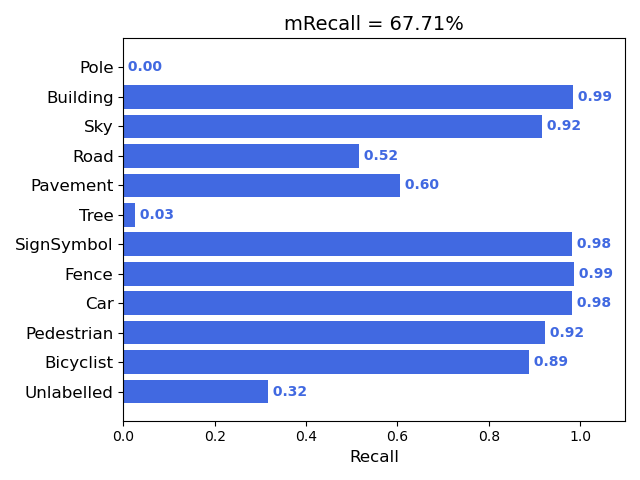 mRecall = 67.71%
Pole 0.00
Building 0.99
Sky 0.92
Road 0.52
Pavement 0.60
Tree 0.03
SignSymbol 0.98
Fence 0.99
Car 0.98
Pedestrian 0.92
Bicyclist 0.89
Unlabelled 0.32
0.0 0.2 0.4 0.6 0.8 1.0
Recall